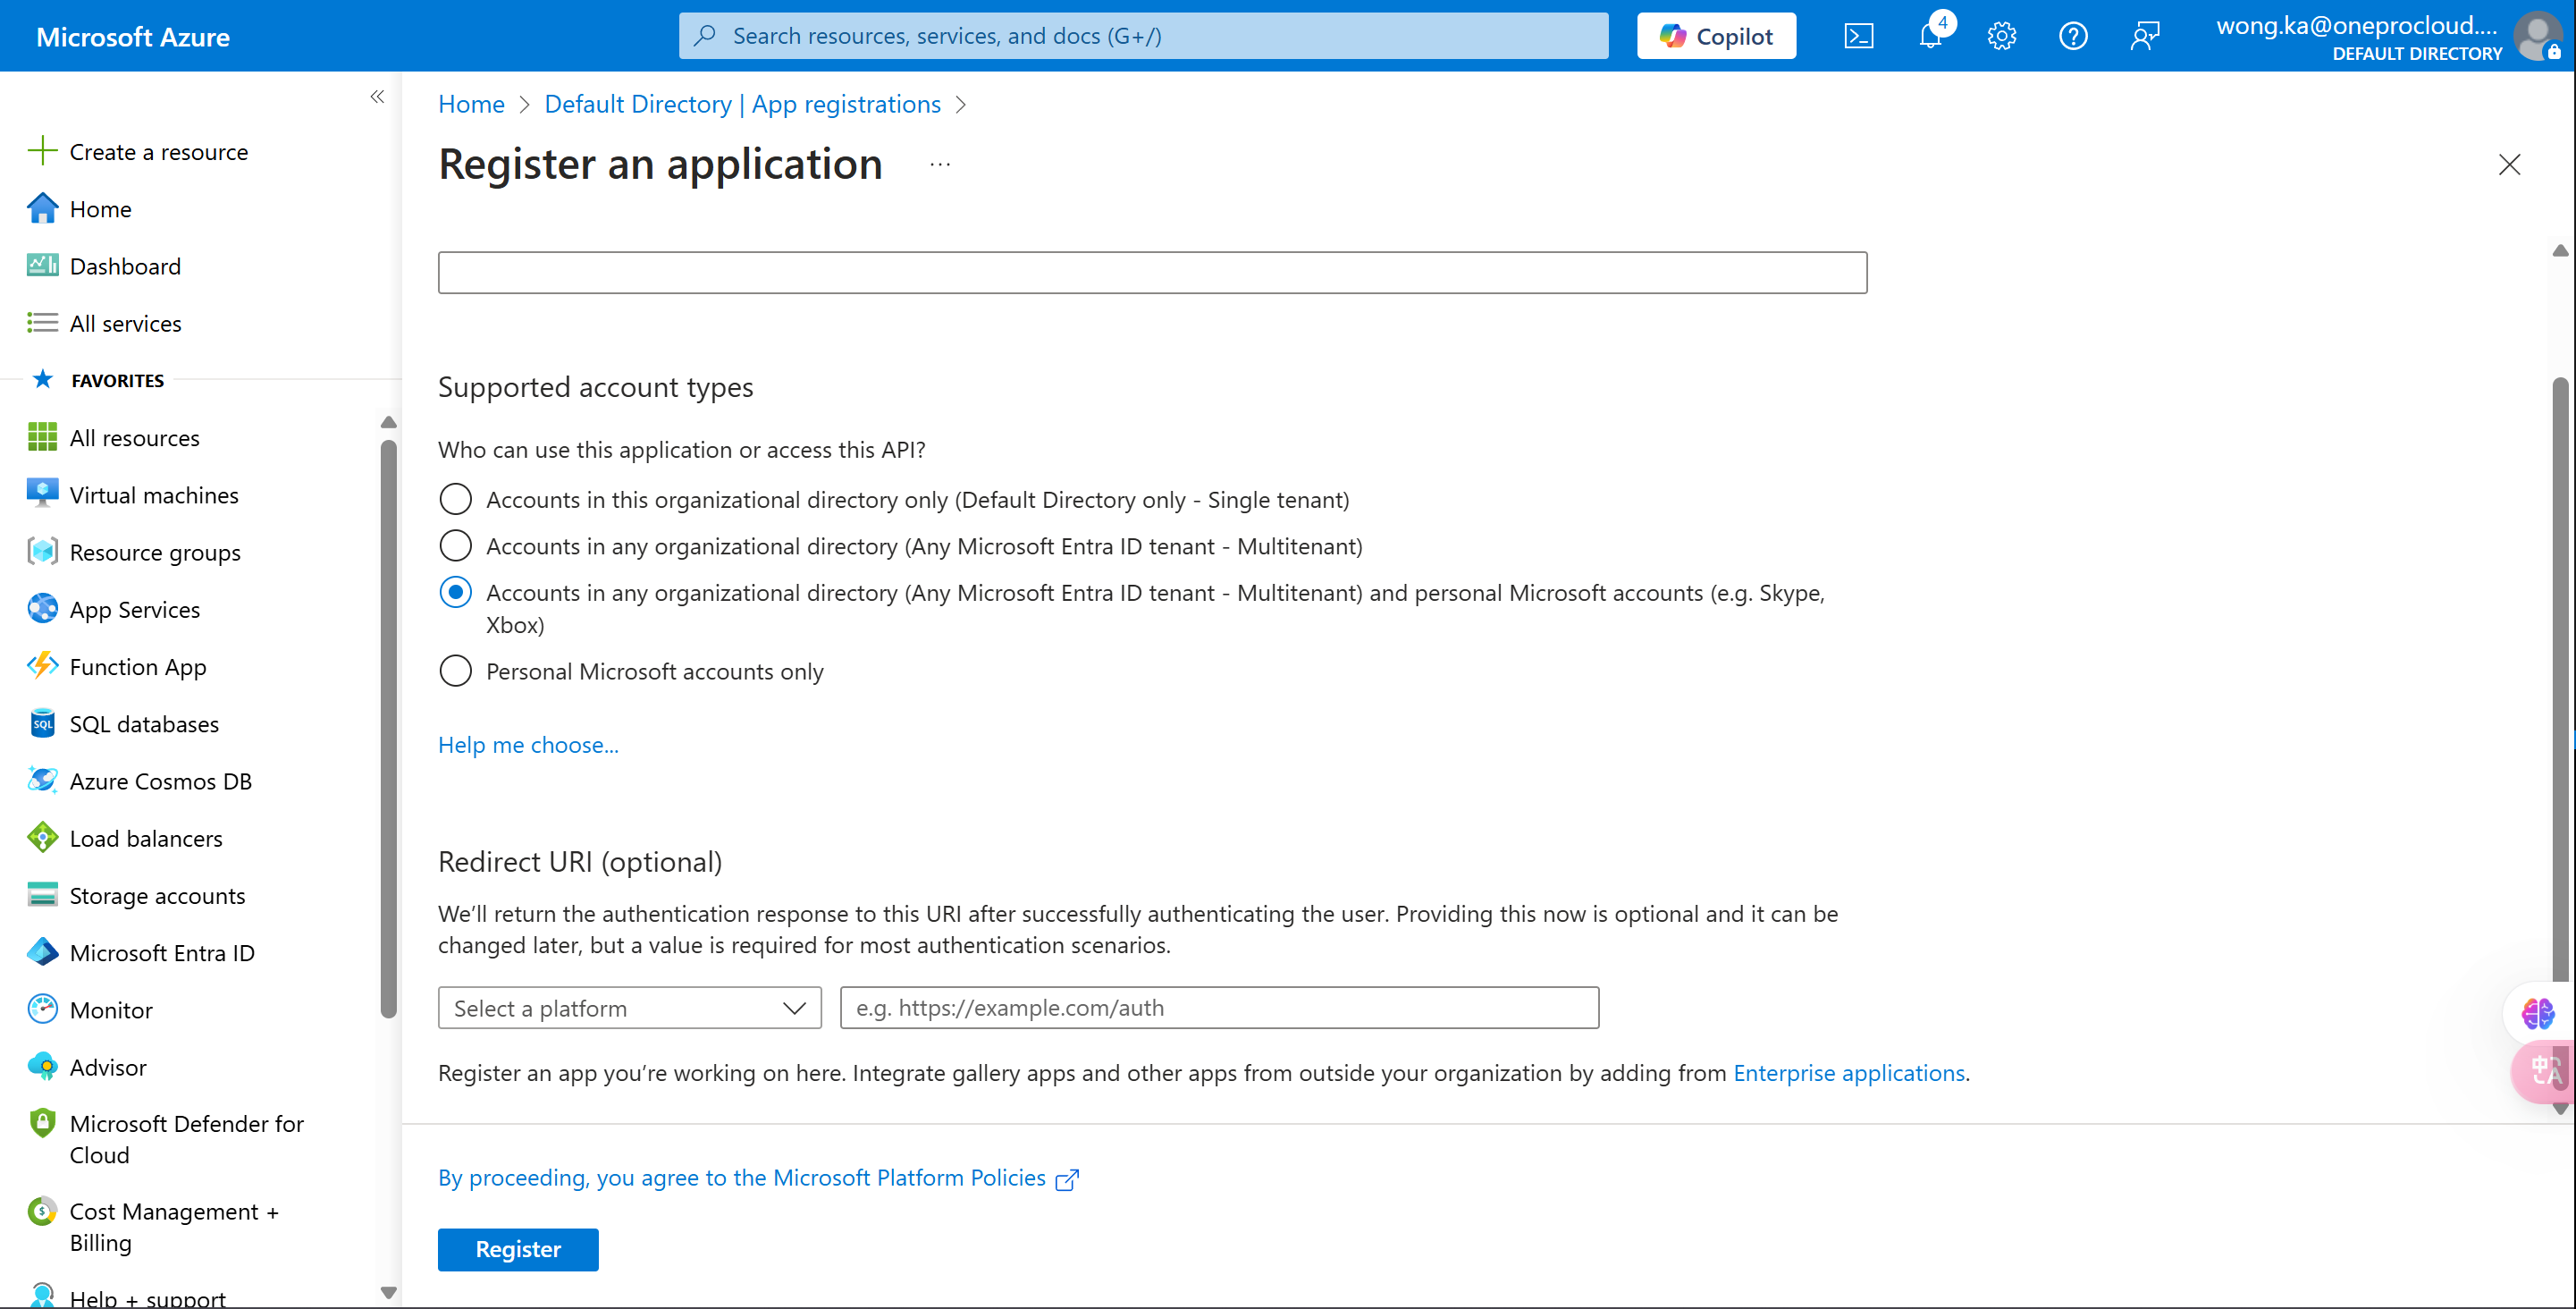 Microsoft Azure
Search resources, services, and docs (G+/)
Copilot
4
wong.ka@oneprocloud....
DEFAULT DIRECTORY
Create a resource
Home
Dashboard
All services
FAVORITES
All resources
Virtual machines
Resource groups
App Services
Function App
SQL
SQL databases
Azure Cosmos DB
Load balancers
Storage accounts
Microsoft Entra ID
Monitor
Advisor
Microsoft Defender for
Cloud
Cost Management +
Billing
Help + support
Home > Default Directory | App registrations >
Register an application ...
Supported account types
Who can use this application or access this API?
Accounts in this organizational directory only (Default Directory only - Single tenant)
Accounts in any organizational directory (Any Microsoft Entra ID tenant - Multitenant)
Accounts in any organizational directory (Any Microsoft Entra ID tenant - Multitenant) and personal Microsoft accounts (e.g. Skype,
Xbox)
Personal Microsoft accounts only
Help me choose...
Redirect URI (optional)
We’ll return the authentication response to this URI after successfully authenticating the user. Providing this now is optional and it can be
changed later, but a value is required for most authentication scenarios.
Select a platform
e.g. https://example.com/auth
Register an app you’re working on here. Integrate gallery apps and other apps from outside your organization by adding from Enterprise applications.
By proceeding, you agree to the Microsoft Platform Policies
Register
中A